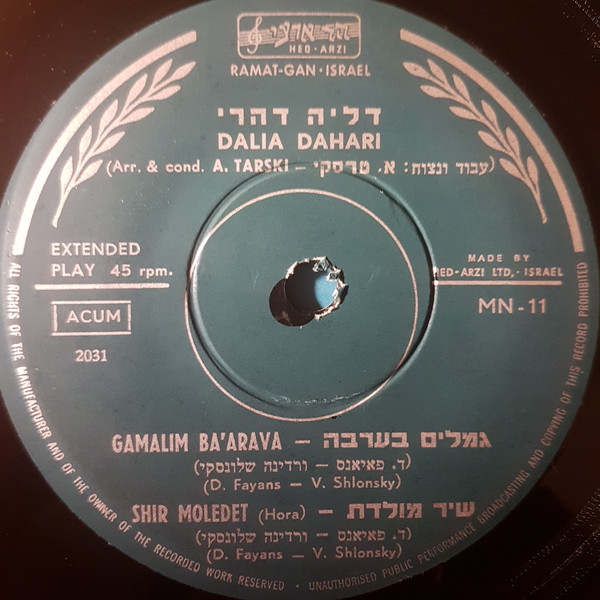 הד ארצי
HED-ARZI
RAMAT-GAN • ISRAEL
דליה דהרי
DALIA DAHARI
(Arr. & cond. A. TARSKI – עבוד ונצוח: א. טרסקי)
EXTENDED
PLAY 45 rpm.
MADE BY
HED-ARZI LTD,· ISRAEL
ACUM
MN-11
2031
GAMALIM BA'ARAVA – גמלים בערבה
(ד. פאיאנס – ורדינה שלונסקי)
(D. Fayans – V. Shlonsky)
SHIR MOLEDET (Hora) – שיר מולדת
(ד. פאיאנס – ורדינה שלונסקי)
(D. Fayans – V. Shlonsky)
ALL RIGHTS OF THE MANUFACTURER AND OF THE OWNER OF THE RECORDED WORK RESERVED • UNAUTHORISED PUBLIC PERFORMANCE BROADCASTING AND COPYING OF THIS RECORD PROHIBITED